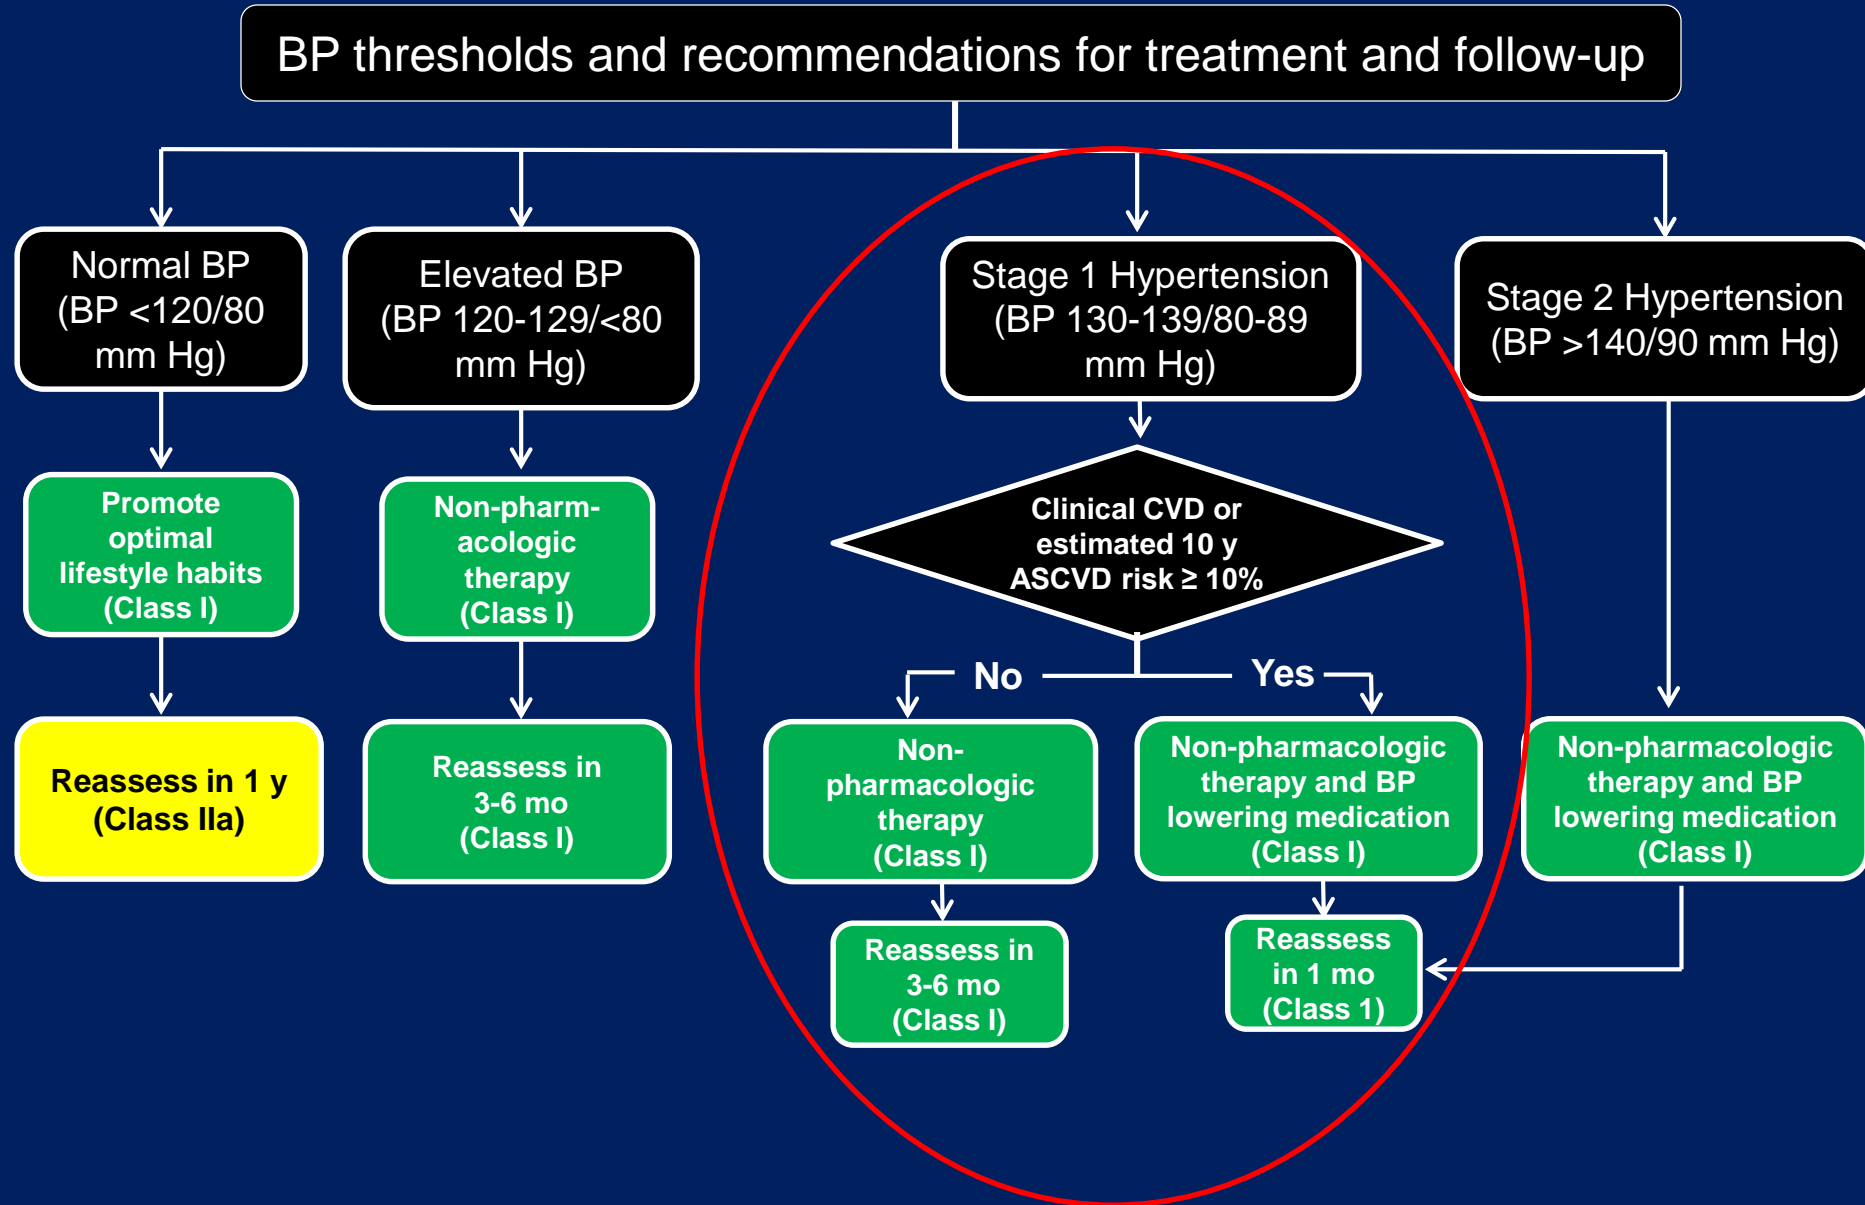 BP thresholds and recommendations for treatment and follow-up
Normal BP
(BP <120/80
mm Hg)
Elevated BP
(BP 120-129/<80
mm Hg)
Stage 1 Hypertension
(BP 130-139/80-89
mm Hg)
Stage 2 Hypertension
(BP >140/90 mm Hg)
Promote
optimal
lifestyle habits
(Class I)
Non-pharm-
acologic
therapy
(Class I)
Clinical CVD or
estimated 10 y
ASCVD risk ≥ 10%
No
Yes
Reassess in 1 y
(Class IIa)
Reassess in
3-6 mo
(Class I)
Non-
pharmacologic
therapy
(Class I)
Non-pharmacologic
therapy and BP
lowering medication
(Class I)
Non-pharmacologic
therapy and BP
lowering medication
(Class I)
Reassess in
3-6 mo
(Class I)
Reassess
in 1 mo
(Class 1)